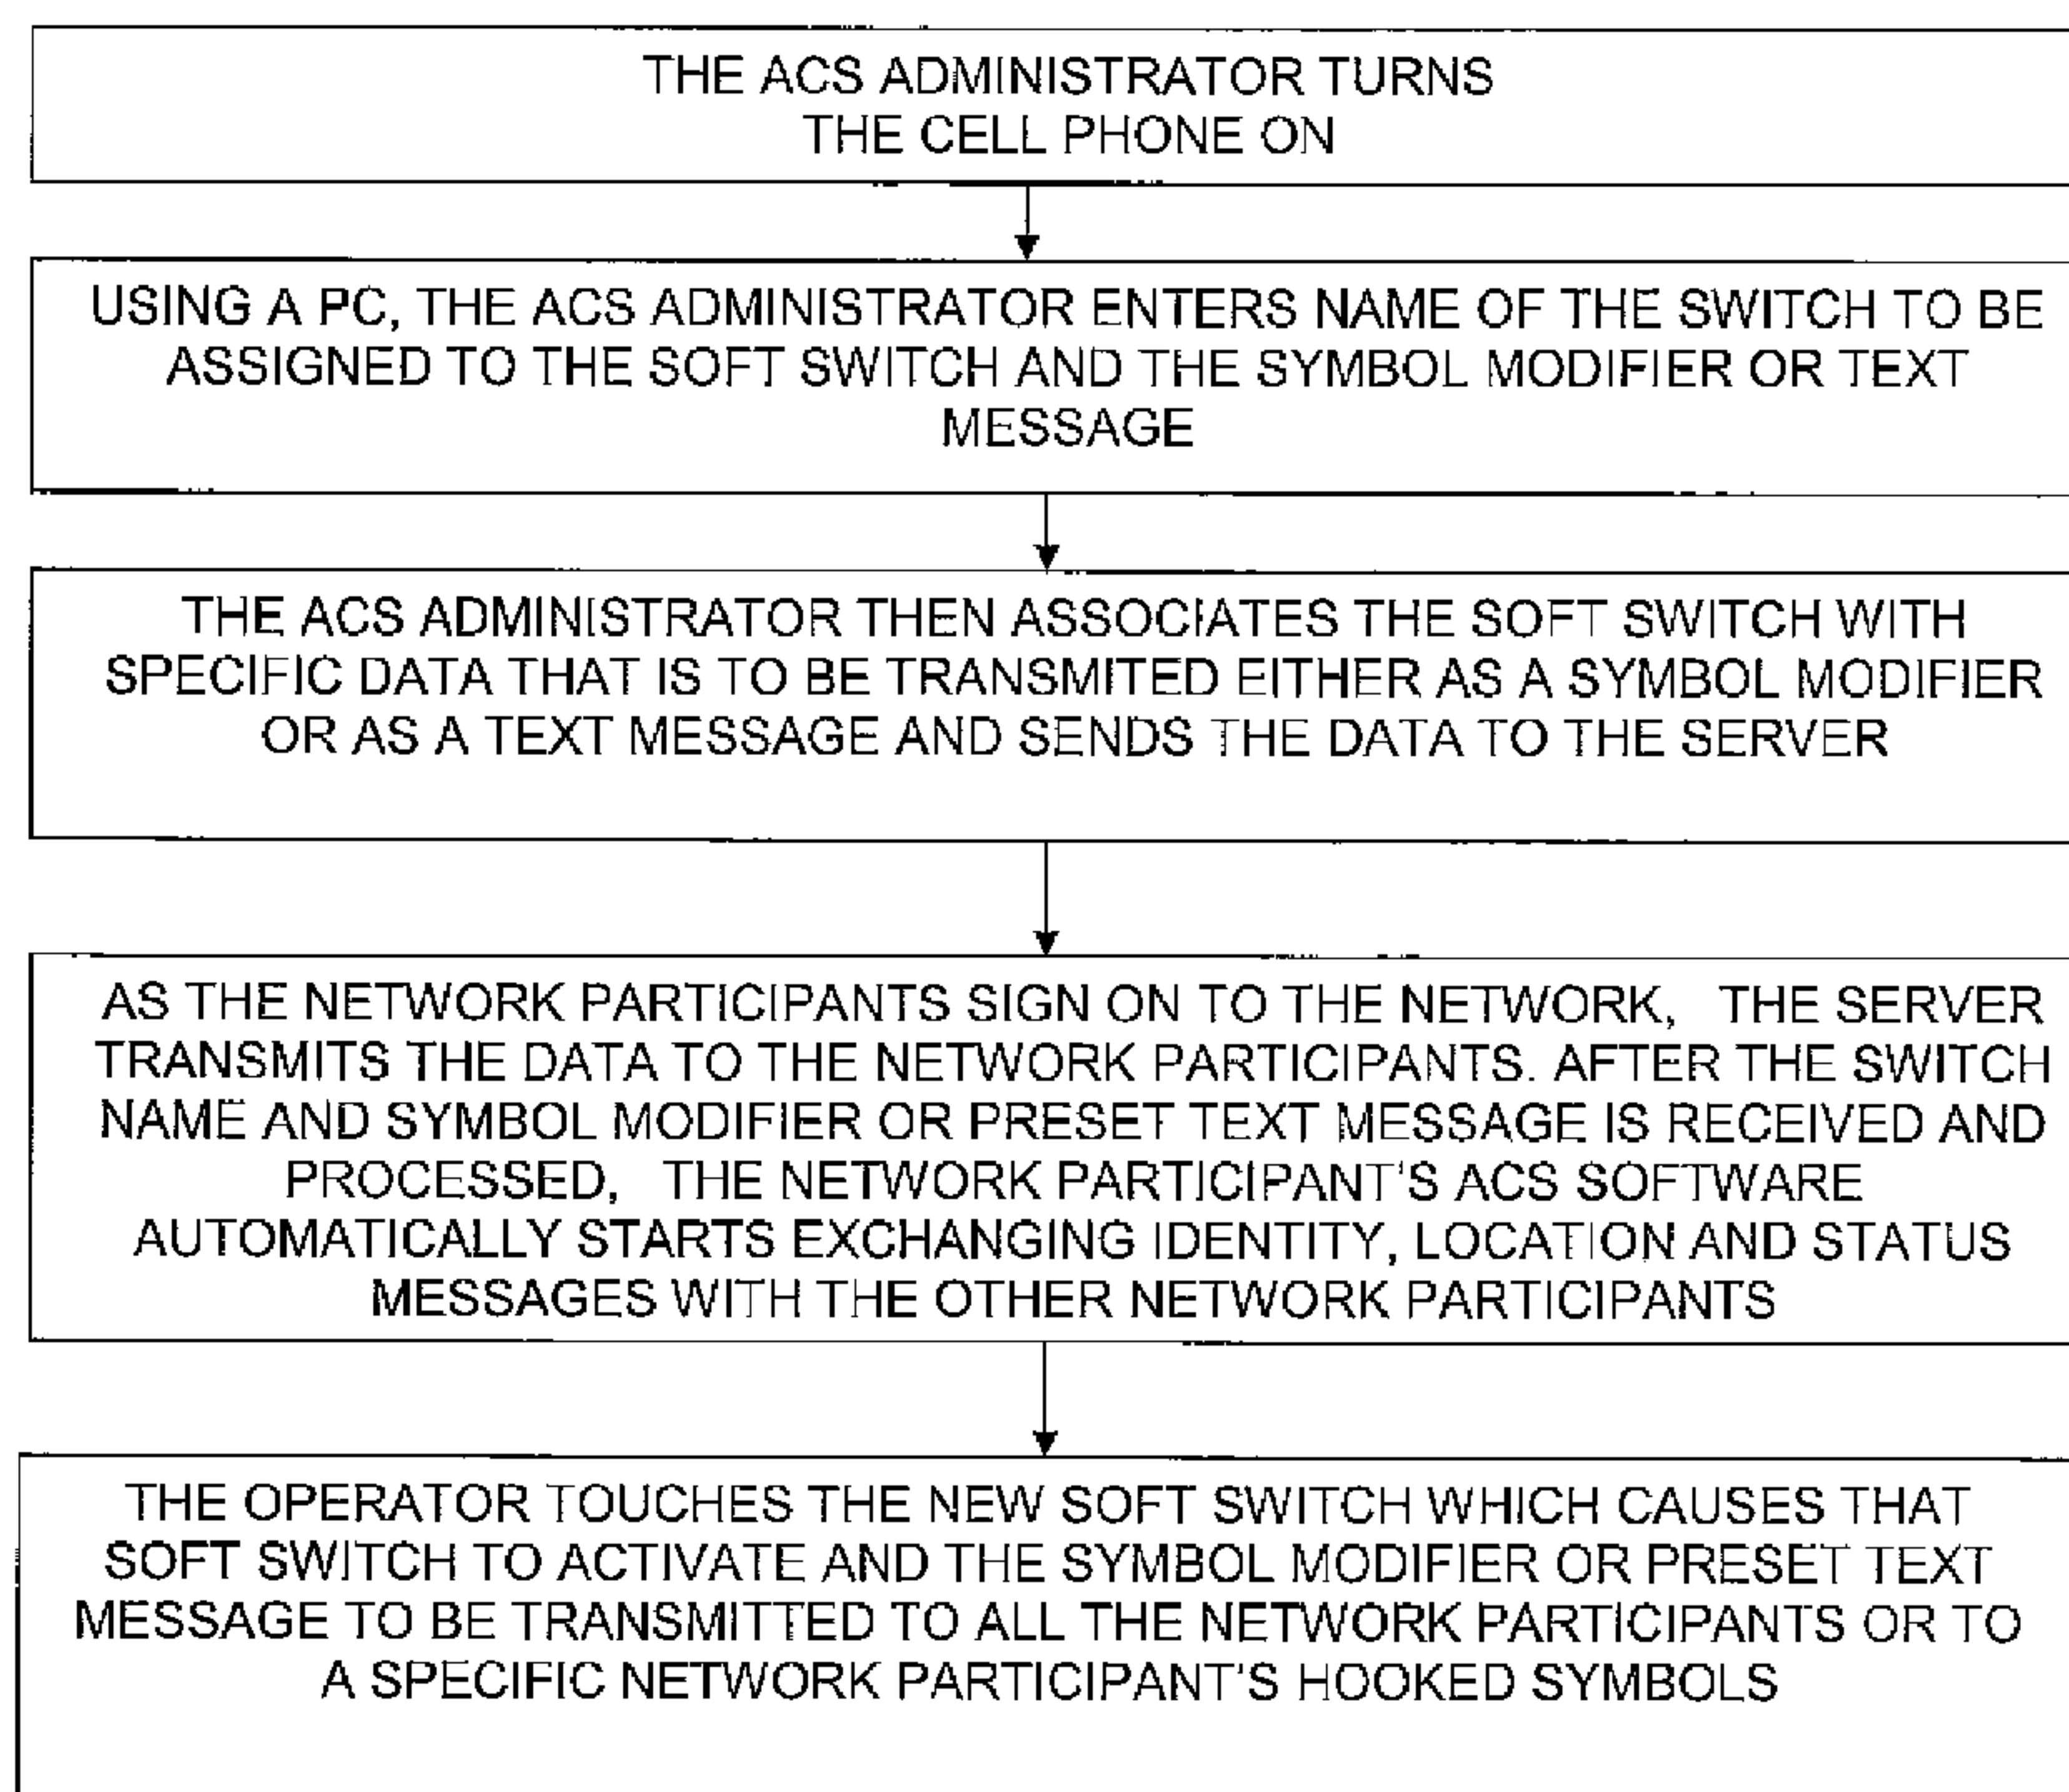 THE ACS ADMINISTRATOR TURNS
THE CELL PHONE ON
USING A PC, THE ACS ADMINISTRATOR ENTERS NAME OF THE SWITCH TO BE
ASSIGNED TO THE SOFT SWITCH AND THE SYMBOL MODIFIER OR TEXT
MESSAGE
THE ACS ADMINISTRATOR THEN ASSOCIATES THE SOFT SWITCH WITH
SPECIFIC DATA THAT IS TO BE TRANSMITED EITHER AS A SYMBOL MODIFIER
OR AS A TEXT MESSAGE AND SENDS THE DATA TO THE SERVER
AS THE NETWORK PARTICIPANTS SIGN ON TO THE NETWORK, THE SERVER
TRANSMITS THE DATA TO THE NETWORK PARTICIPANTS. AFTER THE SWITCH
NAME AND SYMBOL MODIFIER OR PRESET TEXT MESSAGE IS RECEIVED AND
PROCESSED, THE NETWORK PARTICIPANT'S ACS SOFTWARE
AUTOMATICALLY STARTS EXCHANGING IDENTITY, LOCATION AND STATUS
MESSAGES WITH THE OTHER NETWORK PARTICIPANTS
THE OPERATOR TOUCHES THE NEW SOFT SWITCH WHICH CAUSES THAT
SOFT SWITCH TO ACTIVATE AND THE SYMBOL MODIFIER OR PRESET TEXT
MESSAGE TO BE TRANSMITTED TO ALL THE NETWORK PARTICIPANTS OR TO
A SPECIFIC NETWORK PARTICIPANT'S HOOKED SYMBOLS